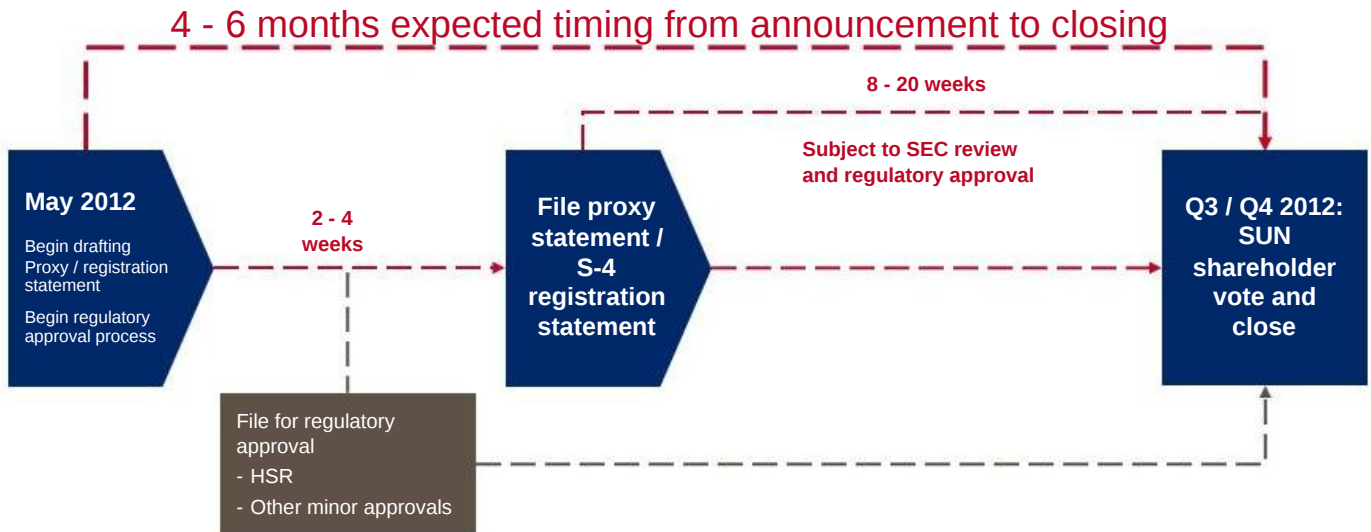 4 - 6 months expected timing from announcement to closing
8 - 20 weeks
Subject to SEC review
and regulatory approval
May 2012
Begin drafting
Proxy / registration
statement
Begin regulatory
approval process
2 - 4
weeks
File proxy
statement /
S-4
registration
statement
Q3 / Q4 2012:
SUN
shareholder
vote and
close
File for regulatory
approval
- HSR
- Other minor approvals